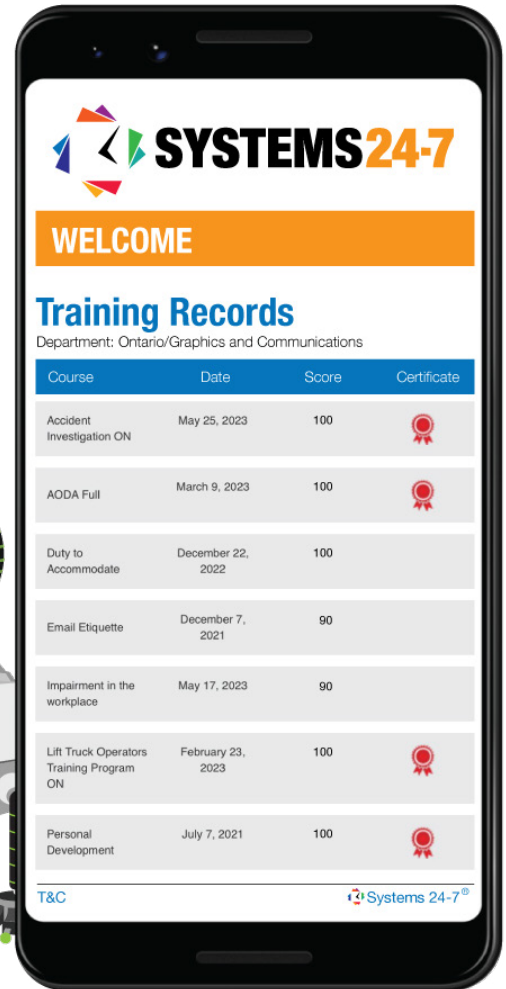 SYSTEMS24-7
WELCOME
Training Records
Department: Ontario/Graphics and Communications
Course Date Score Certificate
Accident
Investigation ON
May 25, 2023
100
AODA Full
March 9, 2023
100
Duty to
Accommodate
December 22,
2022
100
Email Etiquette
December 7,
2021
90
Impairment in the
workplace
May 17, 2023
90
Lift Truck Operators
Training Program
ON
February 23,
2023
100
Personal
Development
July 7, 2021
100
T&C
Systems 24-7®